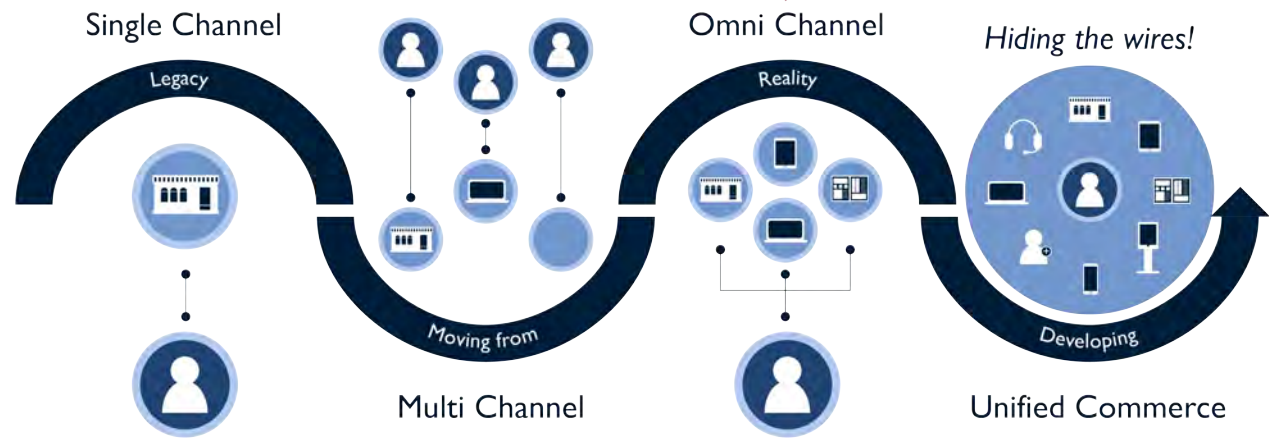 Single Channel
Legacy
Moving from
Multi Channel
Omni Channel
Reality
Hiding the wires!
Developing
Unified Commerce